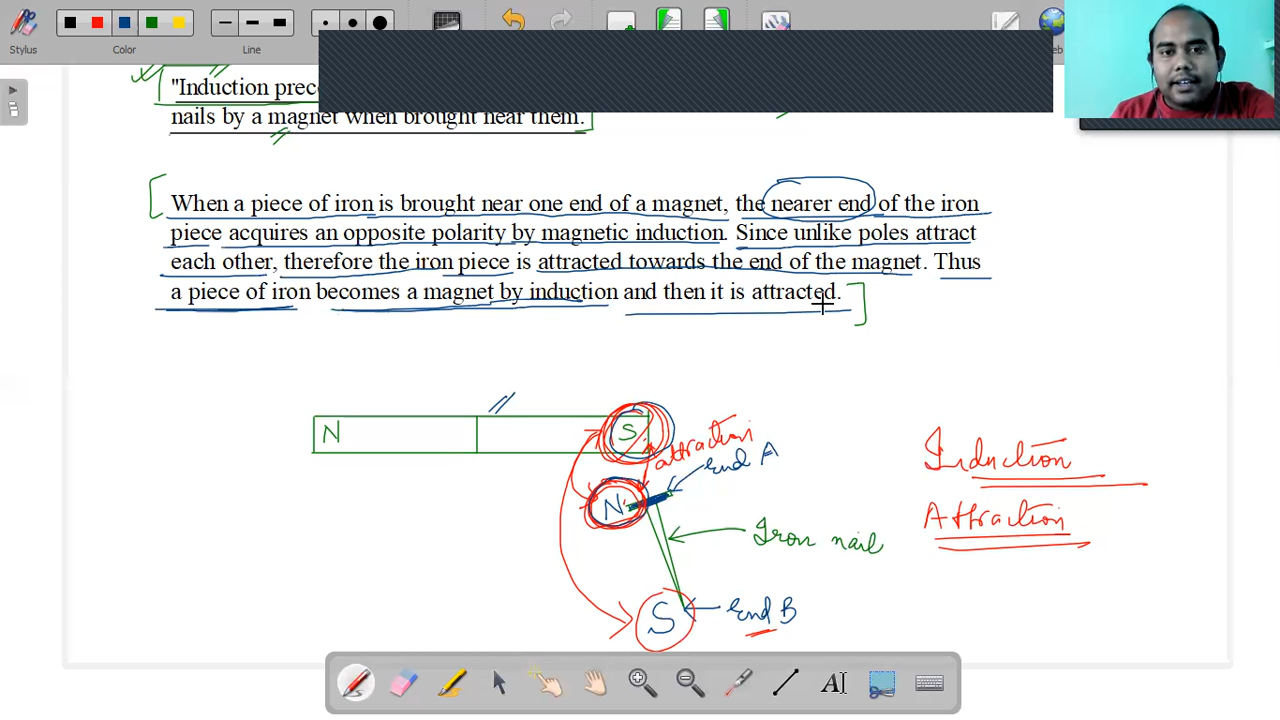 Stylus
Color
Line
"Induction
nails by a magnet when brought near them.
When a piece of iron is brought near one end of a magnet, the nearer end of the iron
piece acquires an opposite polarity by magnetic induction. Since unlike poles attract
each other, therefore the iron piece is attracted towards the end of the magnet. Thus
a piece of iron becomes a magnet by induction and then it is attracted.
N
S
attraction
end A
N
Iron nail
S
end B
Induction
Attraction